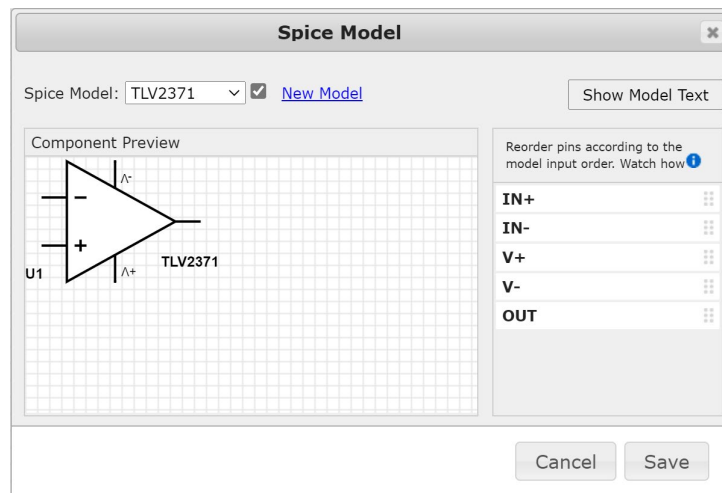 Spice Model
Spice Model: TLV2371 New Model
Show Model Text
Component Preview
V-
-
+
V+
U1
TLV2371
Reorder pins according to the
model input order. Watch how
IN+
IN-
V+
V-
OUT
Cancel
Save